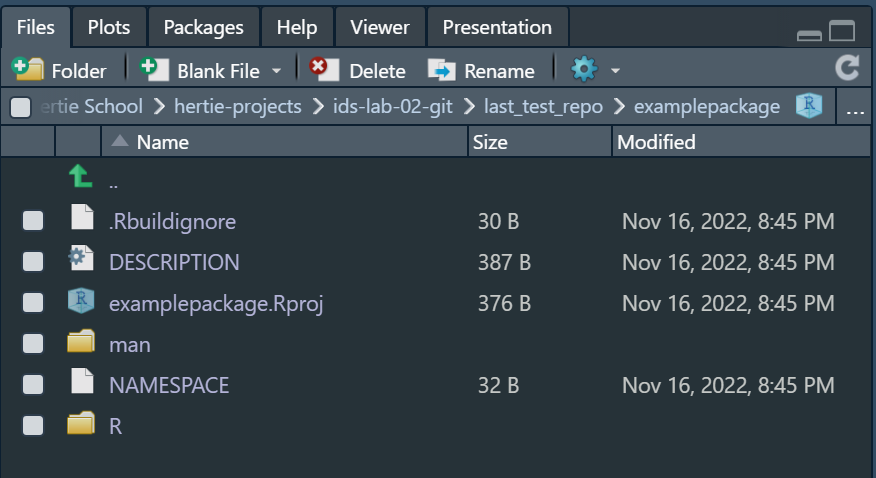 Files Plots Packages Help Viewer Presentation
Folder Blank File Delete Rename
School hertie-projects ids-lab-02-git last_test_repo examplepackage R ...
Name Size Modified
..
.Rbuildignore 30 B Nov 16, 2022, 8:45 PM
DESCRIPTION 387 B Nov 16, 2022, 8:45 PM
R examplepackage.Rproj 376 B Nov 16, 2022, 8:45 PM
man
NAMESPACE 32 B Nov 16, 2022, 8:45 PM
R